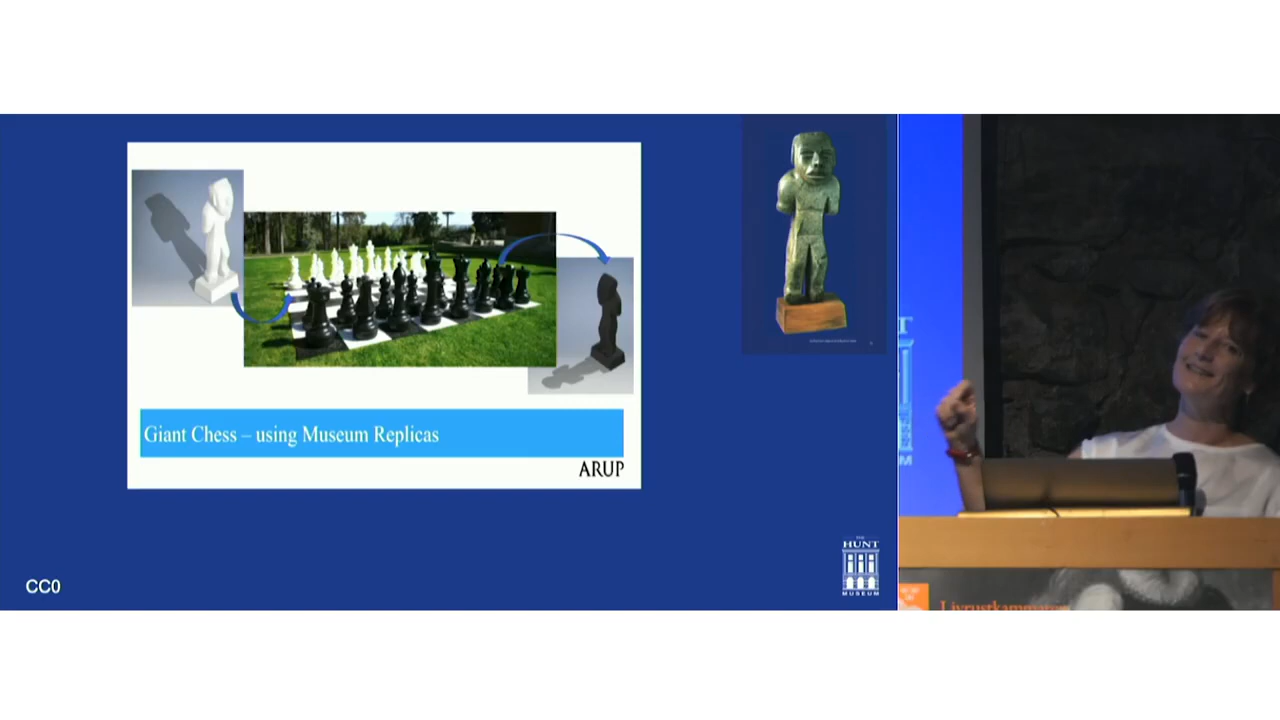 Giant Chess – using Museum Replicas
ARUP
THE
HUNT
MUSEUM
CC0
T
M
Livrustkammaren